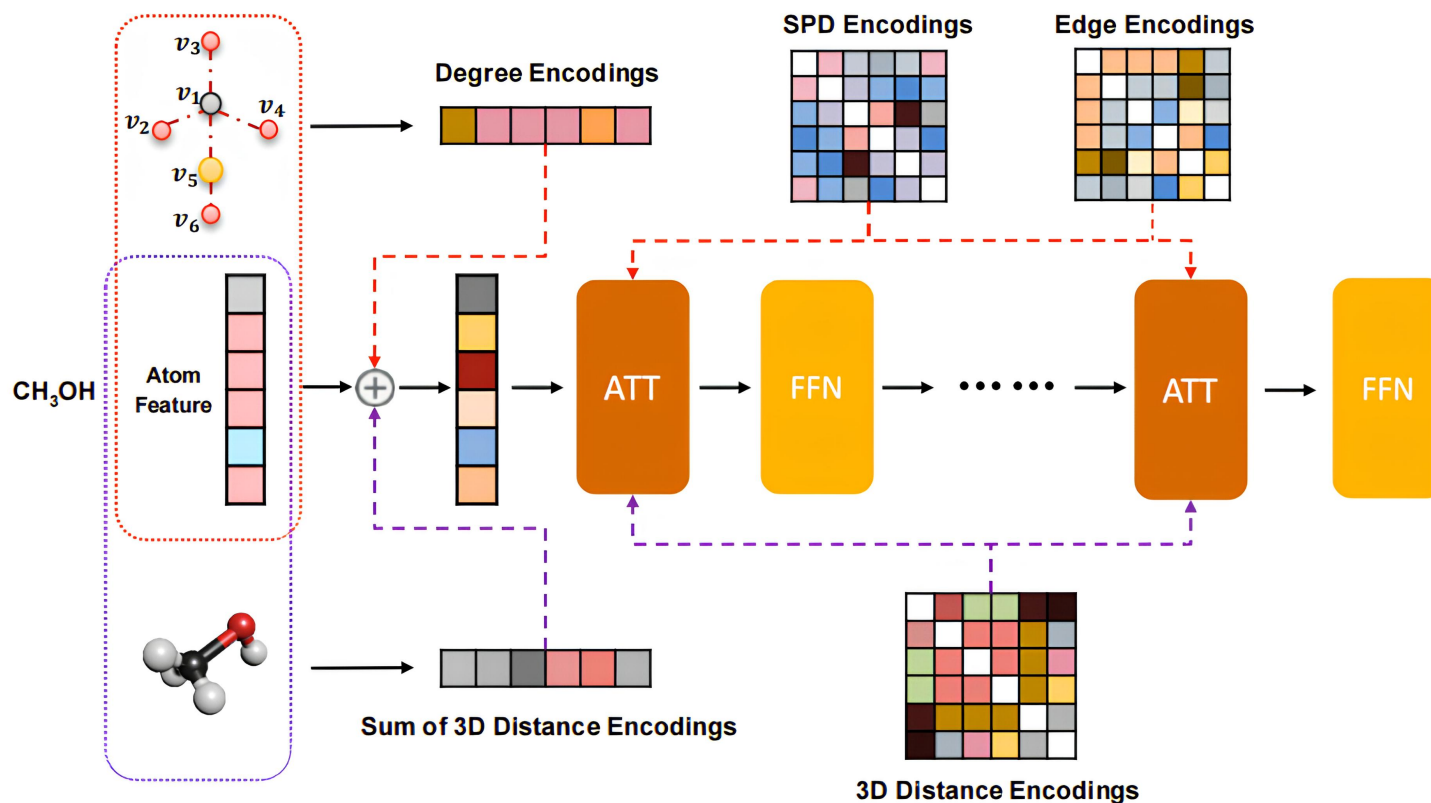 SPD Encodings
Edge Encodings
Degree Encodings
v₃
v₁
v₂
v₄
v₅
v₆
CH₃OH
Atom
Feature
ATT
FFN
ATT
FFN
Sum of 3D Distance Encodings
3D Distance Encodings